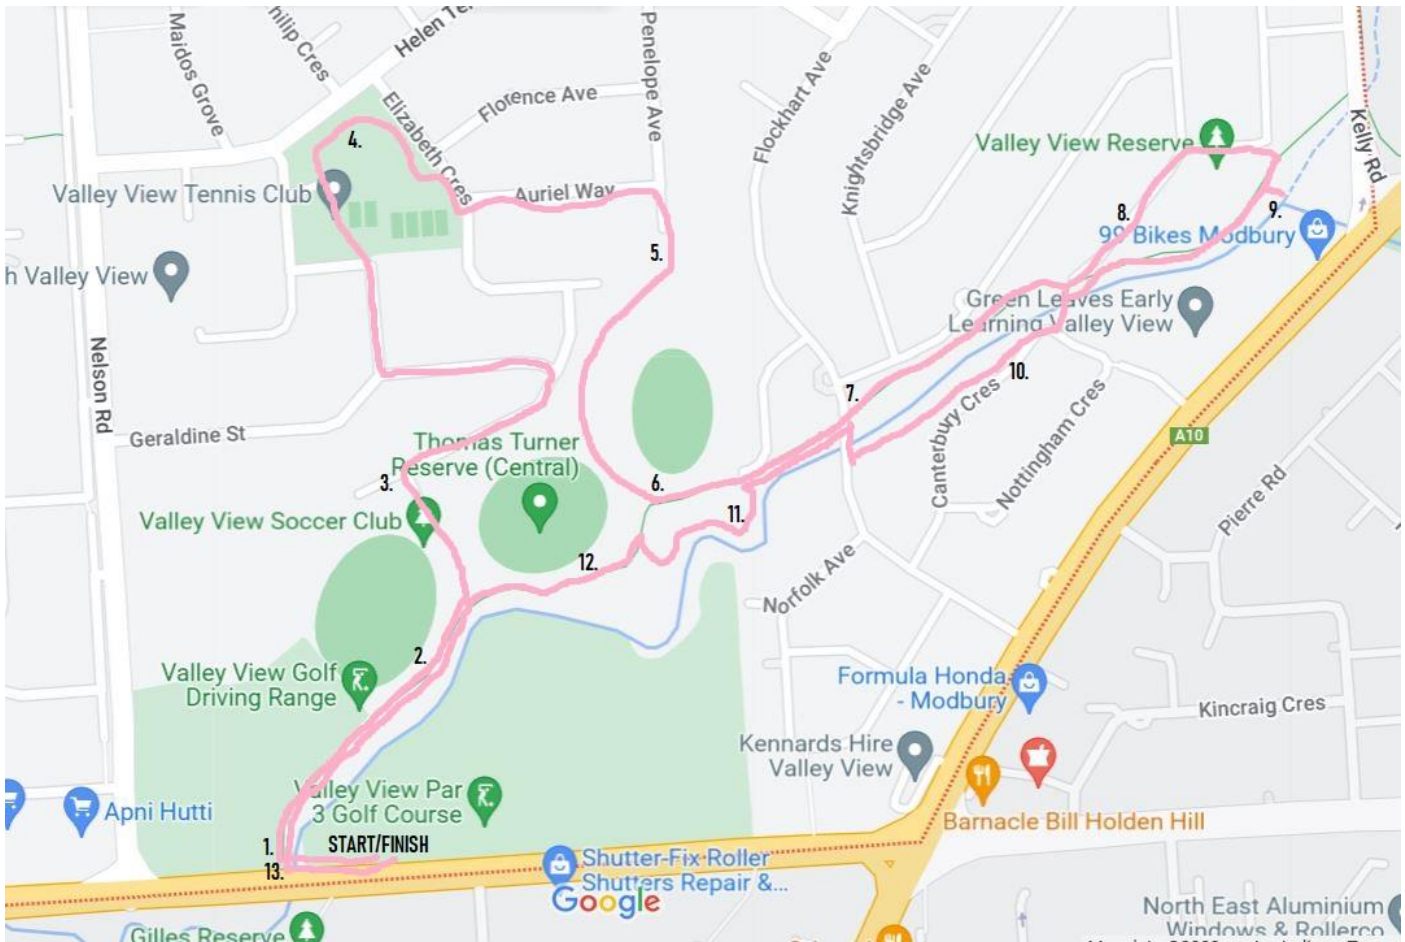 Maidos Grove
hilip Cres
Helen Te
Penelope Ave
Florence Ave
Elizabeth Cres
Flockhart Ave
Knightsbridge Ave
Kelly Rd
4.
Valley View Reserve
Valley View Tennis Club
Auriel Way
8.
9.
99 Bikes Modbury
5.
h Valley View
Green Leaves Early
Learning Valley View
Nelson Rd
10.
7.
Geraldine St
Canterbury Cres
Nottingham Cres
A10
Thomas Turner
Reserve (Central)
3.
6.
Pierre Rd
Valley View Soccer Club
11.
12.
Norfolk Ave
2.
Valley View Golf
Driving Range
Formula Honda
- Modbury
Kincraig Cres
Kennards Hire
Valley View
Valley View Par
3 Golf Course
Apni Hutti
Barnacle Bill Holden Hill
1.
START/FINISH
13.
Shutter-Fix Roller
Shutters Repair &...
Google
North East Aluminium
Windows & Rollerco
Gilles Reserve